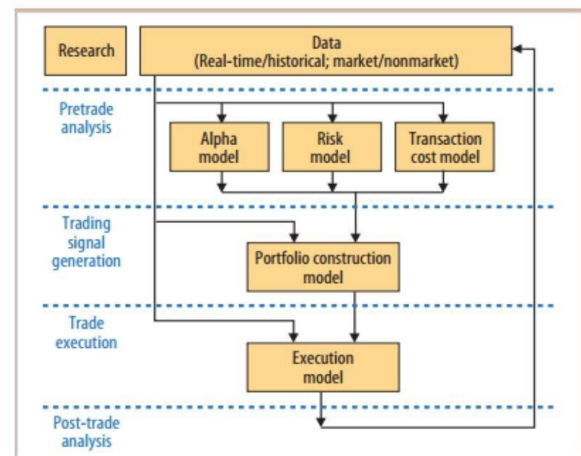 Research
Data
(Real-time/historical; market/nonmarket)
Pretrade
analysis
Alpha
model
Risk
model
Transaction
cost model
Trading
signal
generation
Portfolio construction
model
Trade
execution
Execution
model
Post-trade
analysis